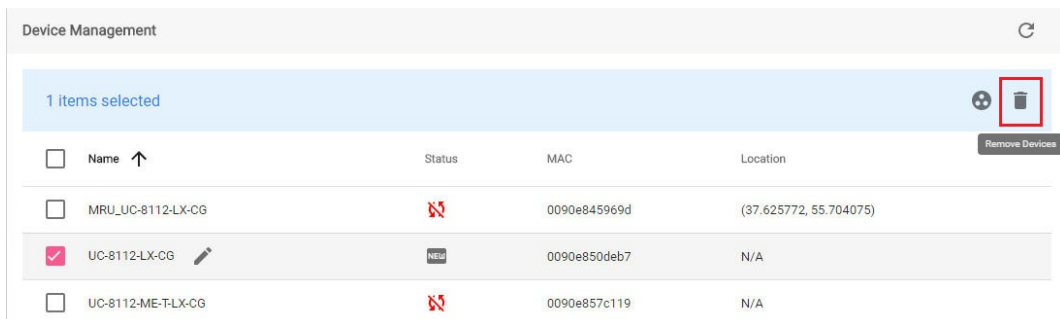 Device Management
1 items selected
Remove Devices
Name Status MAC Location
MRU_UC-8112-LX-CG 0090e845969d (37.625772, 55.704075)
UC-8112-LX-CG NEW 0090e850deb7 N/A
UC-8112-ME-T-LX-CG 0090e857c119 N/A